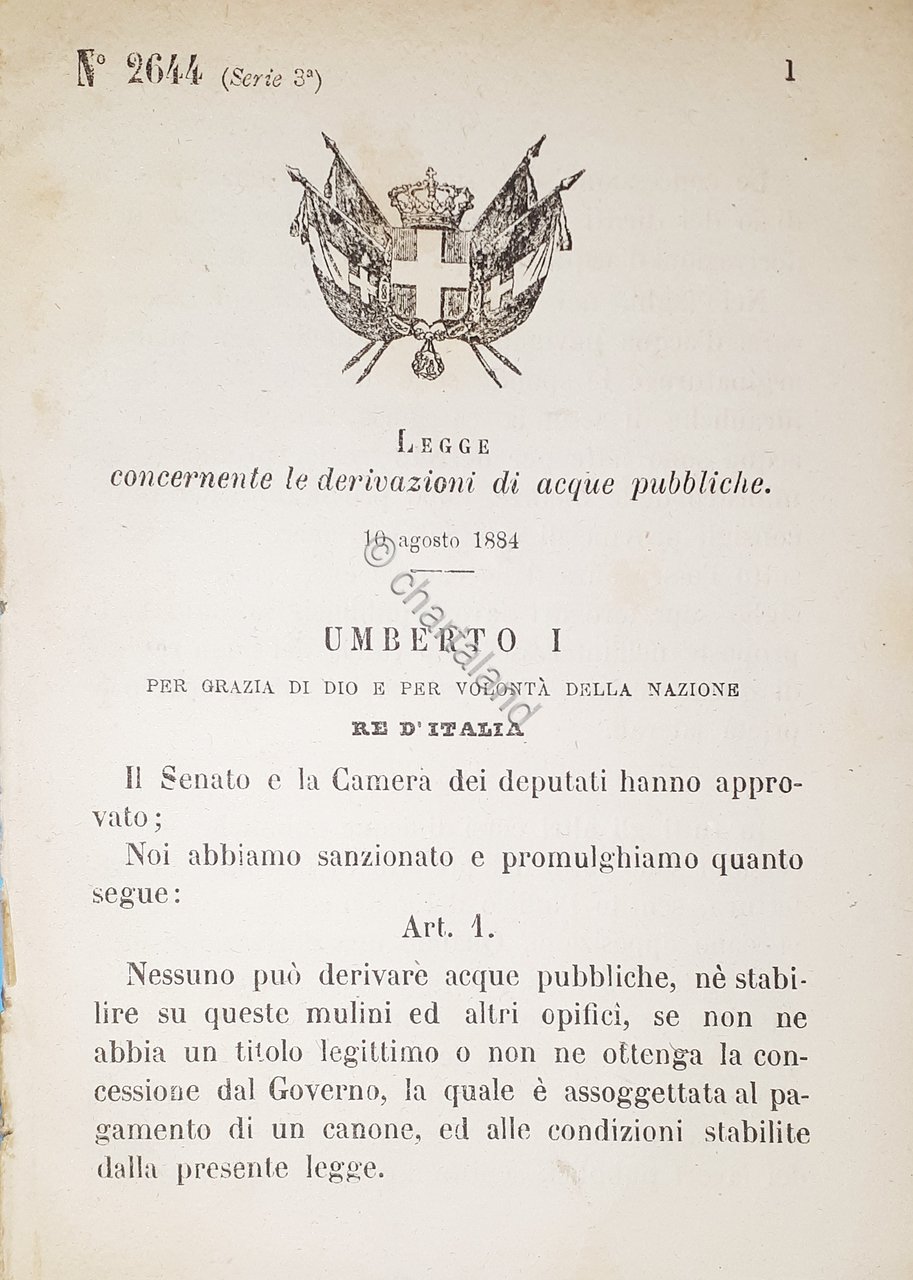 N° 2644 (Serie 3ª)
1
LEGGE
concernente le derivazioni di acque pubbliche.
10 agosto 1884
UMBERTO I
PER GRAZIA DI DIO E PER VOLONTÀ DELLA NAZIONE
RE D'ITALIA
Il Senato e la Camera dei deputati hanno appro-
vato;
Noi abbiamo sanzionato e promulghiamo quanto
segue:
Art. 1.
Nessuno può derivare acque pubbliche, nè stabi-
lire su queste mulini ed altri opifici, se non ne
abbia un titolo legittimo o non ne ottenga la con-
cessione dal Governo, la quale è assoggettata al pa-
gamento di un canone, ed alle condizioni stabilite
dalla presente legge.
© chartaland